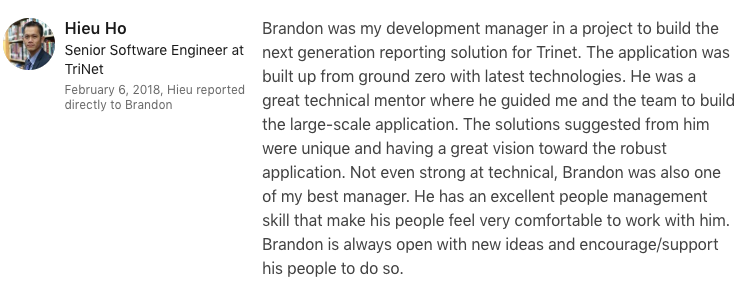 Hieu Ho
Senior Software Engineer at
TriNet
February 6, 2018, Hieu reported
directly to Brandon
Brandon was my development manager in a project to build the
next generation reporting solution for Trinet. The application was
built up from ground zero with latest technologies. He was a
great technical mentor where he guided me and the team to build
the large-scale application. The solutions suggested from him
were unique and having a great vision toward the robust
application. Not even strong at technical, Brandon was also one
of my best manager. He has an excellent people management
skill that make his people feel very comfortable to work with him.
Brandon is always open with new ideas and encourage/support
his people to do so.